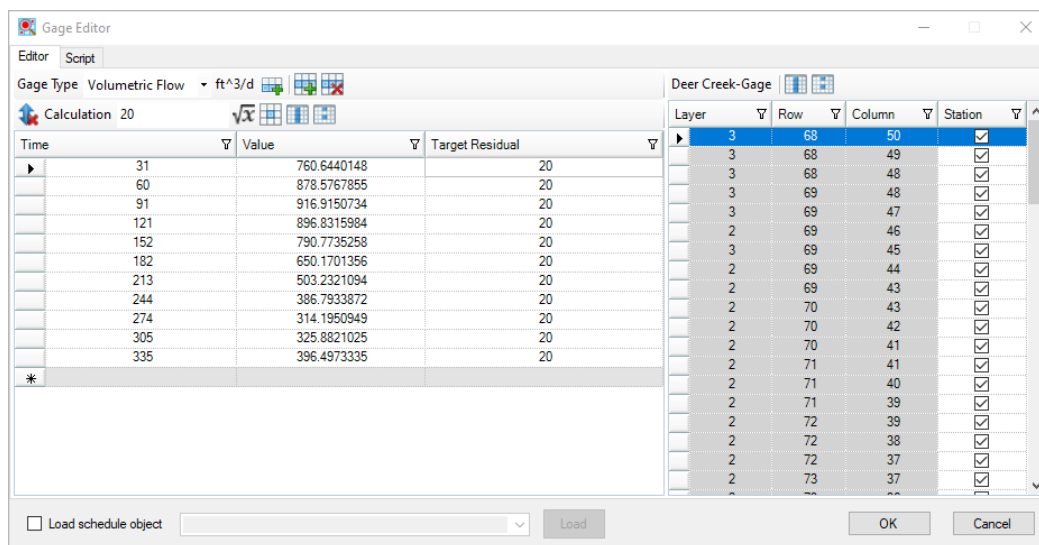 Gage Editor
Editor Script
Gage Type Volumetric Flow ft^3/d Deer Creek-Gage
Calculation 20 √x
Layer Row Column Station
Time Value Target Residual
3 68 50
31 760.6440148 20
3 68 49
60 878.5767855 20
3 68 48
91 916.9150734 20
3 69 48
121 896.8315984 20
3 69 47
152 790.7735258 20
2 69 46
182 650.1701356 20
3 69 45
213 503.2321094 20
2 69 44
244 386.7933872 20
2 69 43
274 314.1950949 20
2 70 43
305 325.8821025 20
2 70 42
335 396.4973335 20
2 70 41
2 71 41
2 71 40
2 71 39
2 72 39
2 72 38
2 72 37
2 73 37
Load schedule object Load OK Cancel